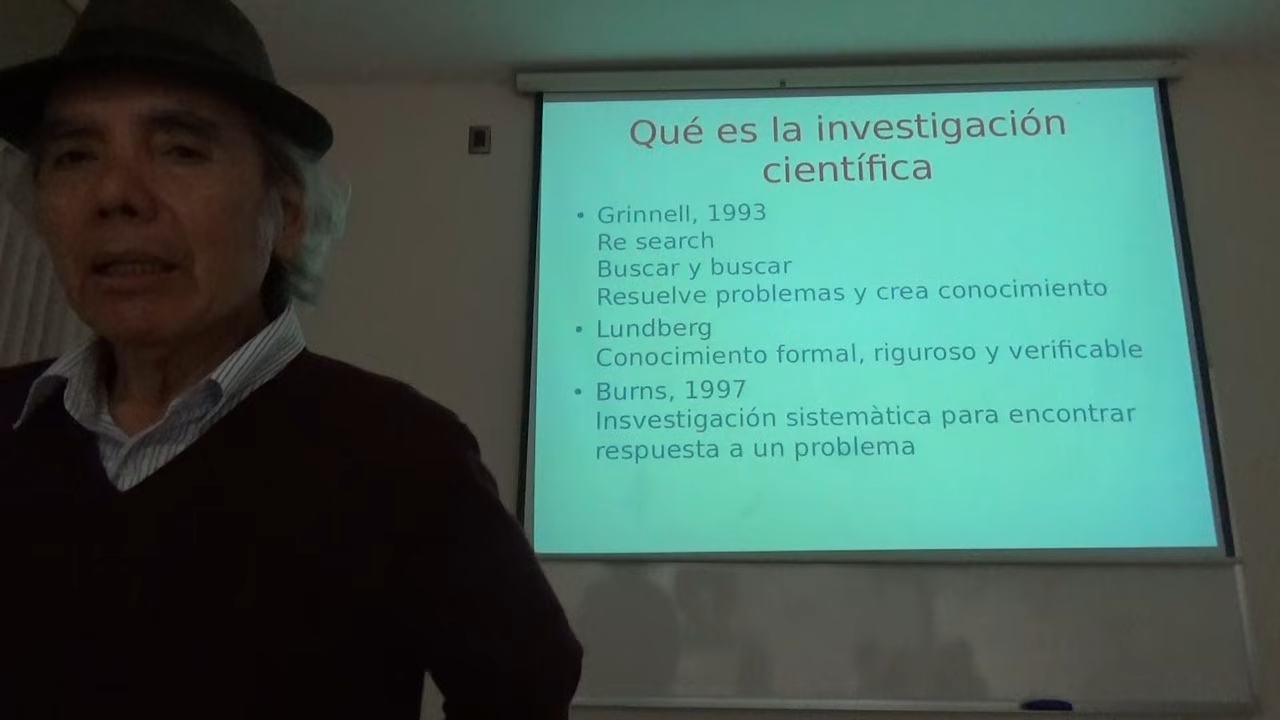 Qué es la investigación
científica
• Grinnell, 1993
Re search
Buscar y buscar
Resuelve problemas y crea conocimiento
• Lundberg
Conocimiento formal, riguroso y verificable
• Burns, 1997
Insvestigación sistemàtica para encontrar
respuesta a un problema